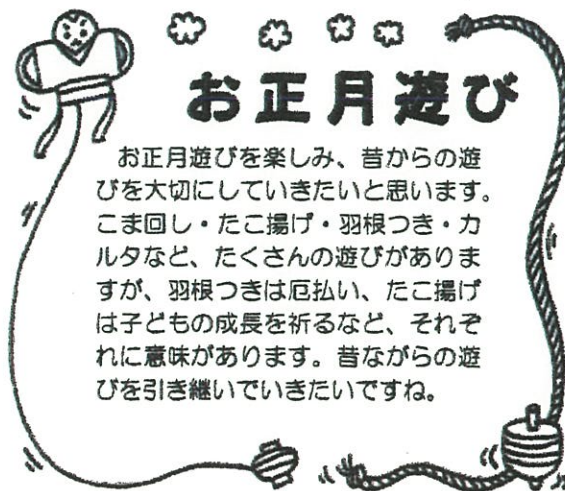 お正月遊び
お正月遊びを楽しみ、昔からの遊
びを大切にしていきたいと思います。
こま回し・たこ揚げ・羽根つき・カ
ルタなど、たくさんの遊びがありま
すが、羽根つきは厄払い、たこ揚げ
は子どもの成長を祈るなど、それぞ
れに意味があります。昔ながらの遊
びを引き継いでいきたいですね。